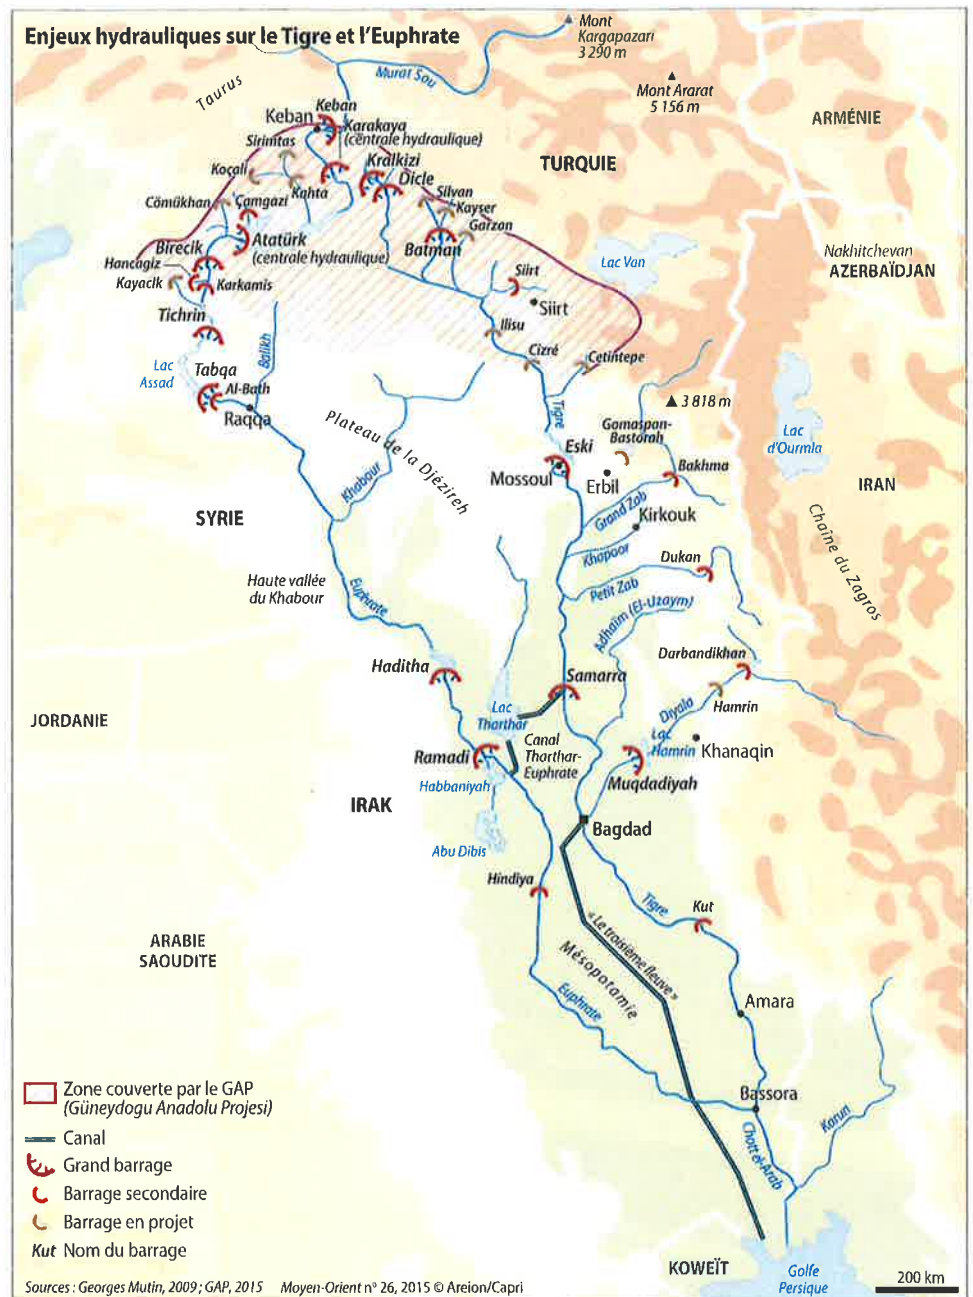 Enjeux hydrauliques sur le Tigre et l'Euphrate
Mont
Kargapazari
3 290 m
Murat Sou
Taurus
Mont Ararat
5 156 m
ARMÉNIE
Keban
Keban
Karakaya
(centrale hydraulique)
Sirimtas
TURQUIE
Kralkizi
Koçali
Dicle
Kahta
Silvan
Kayser
Cömükhan
Çamgazi
Garzan
Birecik
Atatürk
(centrale hydraulique)
Batman
Nakhitchevan
AZERBAÏDJAN
Lac Van
Hancagiz
Kayacik
Karkamis
Siirt
Siirt
Tichrin
Ilisu
Balikh
Cizré
Cetintepe
Lac
Assad
Tabqa
Al-Bath
Raqqa
Tigre
3 818 m
Plateau de la Djézireh
Gomaspan-
Bastorah
Lac
d'Ourmia
Eski
Mossoul
Erbil
Bakhma
Khabour
IRAN
SYRIE
Grand Zab
Kirkouk
Chaîne du Zagros
Khapoor
Dukan
Haute vallée
du Khabour
Euphrate
Petit Zab
Adhaïm (El-Uzaym)
Haditha
Darbandikhan
Samarra
Hamrin
JORDANIE
Lac
Tharthar
Diyala
Lac
Hamrin
Khanaqin
Canal
Tharthar-
Euphrate
Ramadi
Habbaniyah
Muqdadiyah
IRAK
Bagdad
Abu Dibis
Hindiya
Tigre
Kut
« Le troisième fleuve »
Mésopotamie
ARABIE
SAOUDITE
Euphrate
Amara
Bassora
Karun
Chott el-Arab
Zone couverte par le GAP
(Güneydogu Anadolu Projesi)
Canal
Grand barrage
Barrage secondaire
Barrage en projet
Kut Nom du barrage
KOWEÏT
Golfe
Persique
200 km
Sources : Georges Mutin, 2009 ; GAP, 2015 Moyen-Orient n° 26, 2015 © Areion/Capri